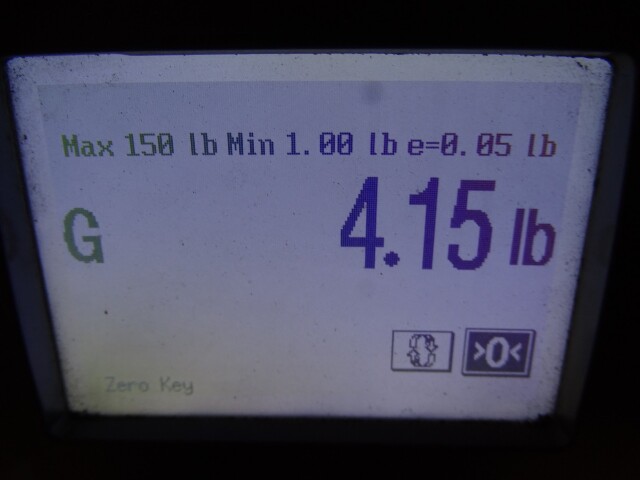 Max 150 lb Min 1.00 lb e=0.05 lb
G 4.15 lb
>0<
Zero Key